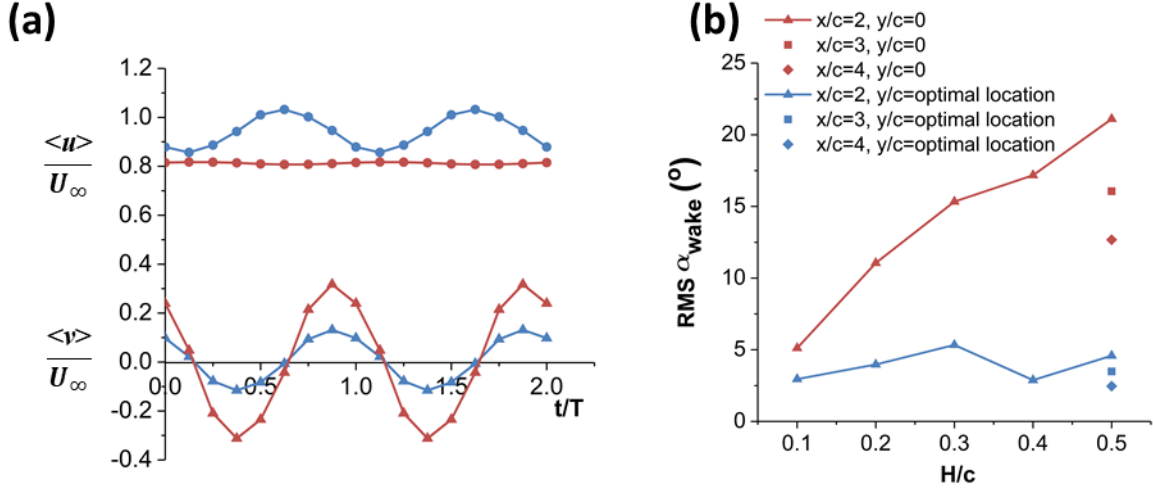 (a)
1.2
1.0
0.8
0.6
0.4
0.2
0.0
-0.2
-0.4
<u>
U∞
<v>
U∞
0.0 0.5 1.0 1.5 2.0
t/T
(b)
x/c=2, y/c=0
x/c=3, y/c=0
x/c=4, y/c=0
x/c=2, y/c=optimal location
x/c=3, y/c=optimal location
x/c=4, y/c=optimal location
25
20
15
10
5
0
RMS αwake (º)
0.1 0.2 0.3 0.4 0.5
H/c